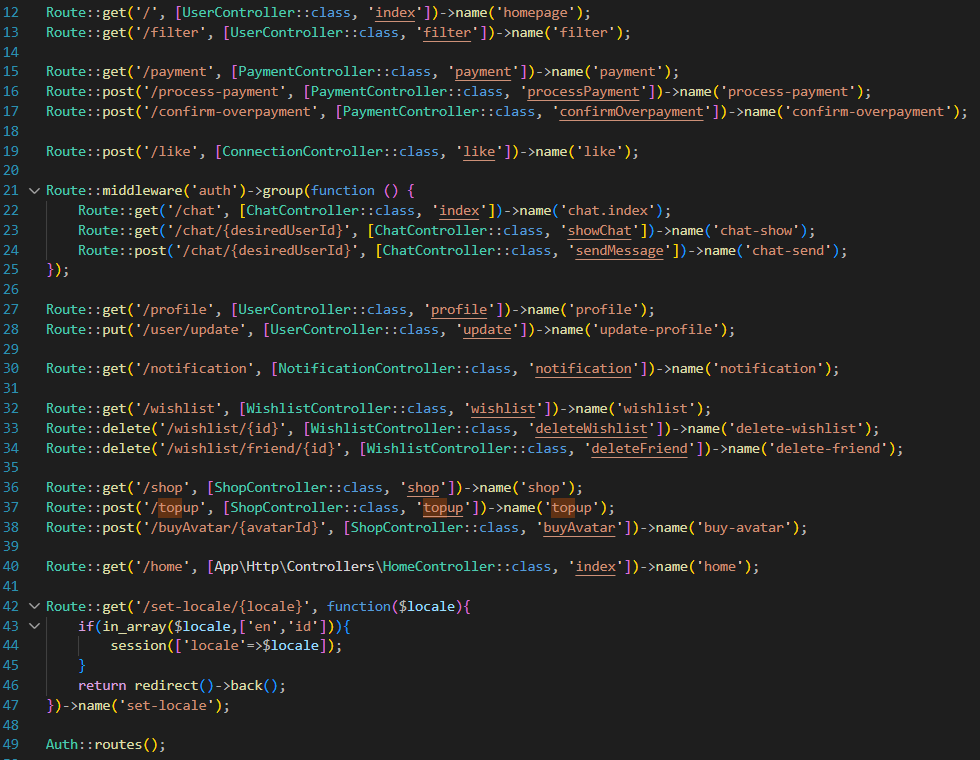 12 Route::get('/', [UserController::class, 'index'])->name('homepage');
13 Route::get('/filter', [UserController::class, 'filter'])->name('filter');
14
15 Route::get('/payment', [PaymentController::class, 'payment'])->name('payment');
16 Route::post('/process-payment', [PaymentController::class, 'processPayment'])->name('process-payment');
17 Route::post('/confirm-overpayment', [PaymentController::class, 'confirmOverpayment'])->name('confirm-overpayment');
18
19 Route::post('/like', [ConnectionController::class, 'like'])->name('like');
20
21 Route::middleware('auth')->group(function () {
22     Route::get('/chat', [ChatController::class, 'index'])->name('chat.index');
23     Route::get('/chat/{desiredUserId}', [ChatController::class, 'showChat'])->name('chat-show');
24     Route::post('/chat/{desiredUserId}', [ChatController::class, 'sendMessage'])->name('chat-send');
25 });
26
27 Route::get('/profile', [UserController::class, 'profile'])->name('profile');
28 Route::put('/user/update', [UserController::class, 'update'])->name('update-profile');
29
30 Route::get('/notification', [NotificationController::class, 'notification'])->name('notification');
31
32 Route::get('/wishlist', [WishlistController::class, 'wishlist'])->name('wishlist');
33 Route::delete('/wishlist/{id}', [WishlistController::class, 'deleteWishlist'])->name('delete-wishlist');
34 Route::delete('/wishlist/friend/{id}', [WishlistController::class, 'deleteFriend'])->name('delete-friend');
35
36 Route::get('/shop', [ShopController::class, 'shop'])->name('shop');
37 Route::post('/topup', [ShopController::class, 'topup'])->name('topup');
38 Route::post('/buyAvatar/{avatarId}', [ShopController::class, 'buyAvatar'])->name('buy-avatar');
39
40 Route::get('/home', [App\Http\Controllers\HomeController::class, 'index'])->name('home');
41
42 Route::get('/set-locale/{locale}', function($locale){
43     if(in_array($locale,['en','id'])){
44         session(['locale'=>$locale]);
45     }
46     return redirect()->back();
47 })->name('set-locale');
48
49 Auth::routes();